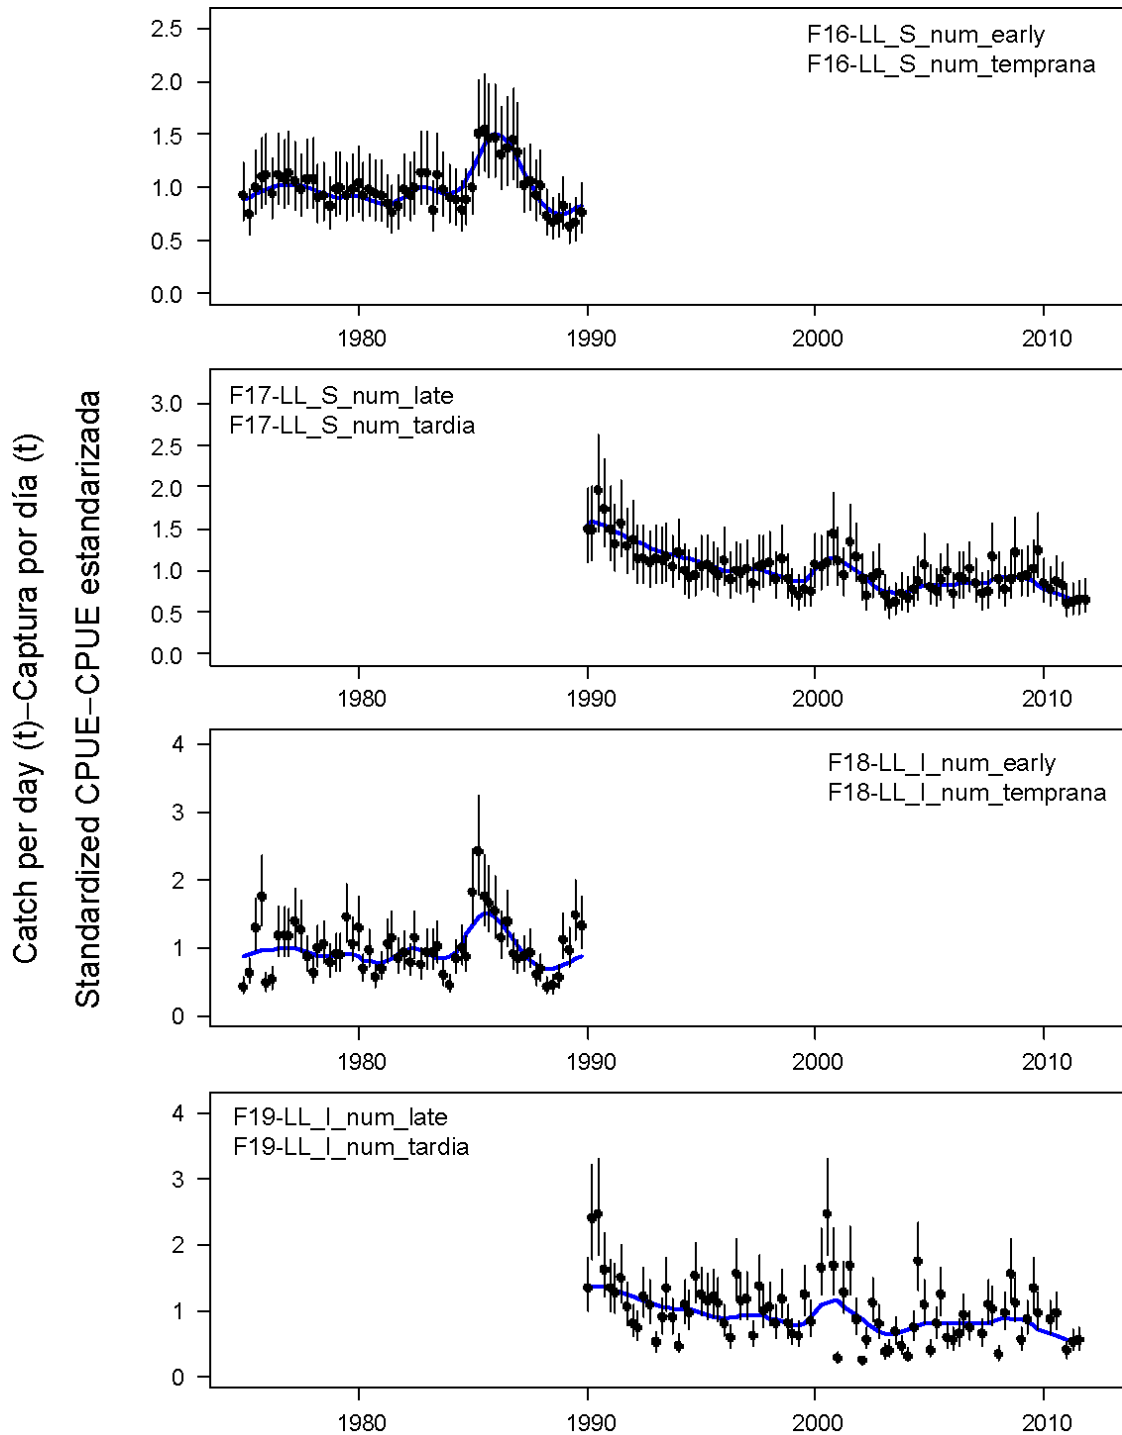 Catch per day (t)–Captura por día (t)
Standardized CPUE–CPUE estandarizada
F16-LL_S_num_early
F16-LL_S_num_temprana
2.5
2.0
1.5
1.0
0.5
0.0
1980 1990 2000 2010
F17-LL_S_num_late
F17-LL_S_num_tardia
3.0
2.5
2.0
1.5
1.0
0.5
0.0
1980 1990 2000 2010
F18-LL_I_num_early
F18-LL_I_num_temprana
4
3
2
1
0
1980 1990 2000 2010
F19-LL_I_num_late
F19-LL_I_num_tardia
4
3
2
1
0
1980 1990 2000 2010